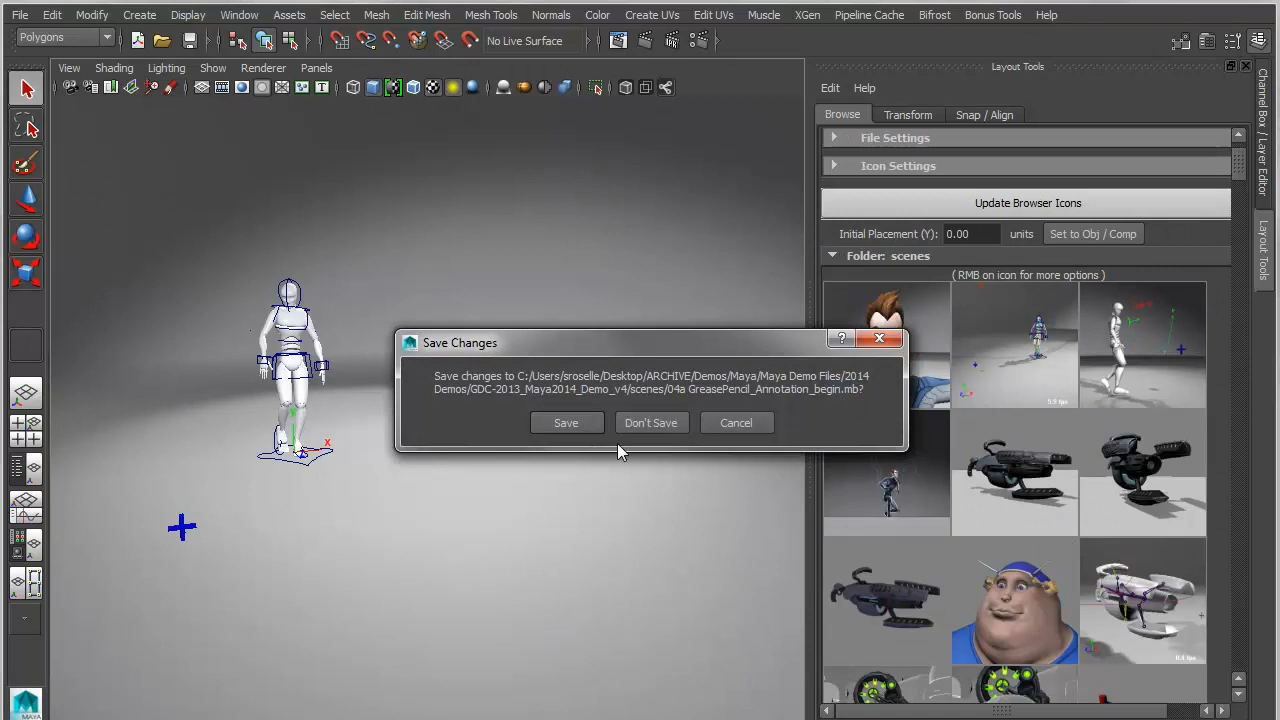 File Edit Modify Create Display Window Assets Select Mesh Edit Mesh Mesh Tools Normals Color Create UVs Edit UVs Muscle XGen Pipeline Cache Bifrost Bonus Tools Help
Polygons
No Live Surface
View Shading Lighting Show Renderer Panels
Layout Tools
Edit Help
Browse Transform Snap / Align
File Settings
Icon Settings
Update Browser Icons
Initial Placement (Y): 0.00 units Set to Obj / Comp
Folder: scenes
( RMB on icon for more options )
Channel Box / Layer Editor
Layout Tools
Save Changes
Save changes to C:/Users/sroselle/Desktop/ARCHIVE/Demos/Maya/Maya Demo Files/2014
Demos/GDC-2013_Maya2014_Demo_v4/scenes/04a GreasePencil_Annotation_begin.mb?
Save Don't Save Cancel
X
MAYA